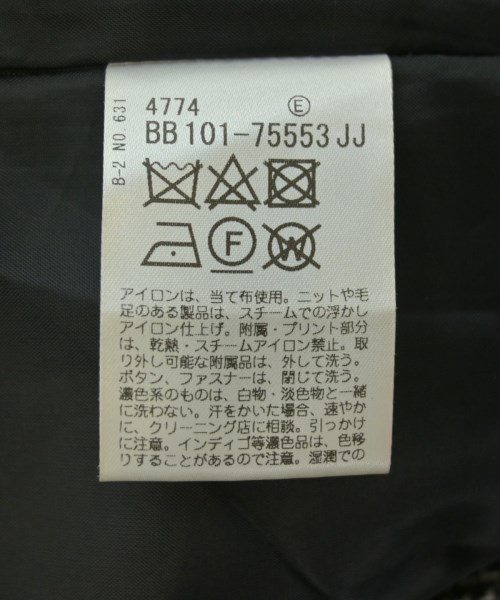 B-2 NO. 631
4774 Ⓔ
BB 101-75553 JJ
F
W
アイロンは、当て布使用。ニットや毛
足のある製品は、スチームでの浮かし
アイロン仕上げ。附属・プリント部分
は、乾熱・スチームアイロン禁止。取
り外し可能な附属品は、外して洗う。
ボタン、ファスナーは、閉じて洗う。
濃色系のものは、白物・淡色物と一緒
に洗わない。汗をかいた場合、速やか
に、クリーニング店に相談。引っかけ
に注意。インディゴ等濃色品は、色移
りすることがあるので注意。湿潤での